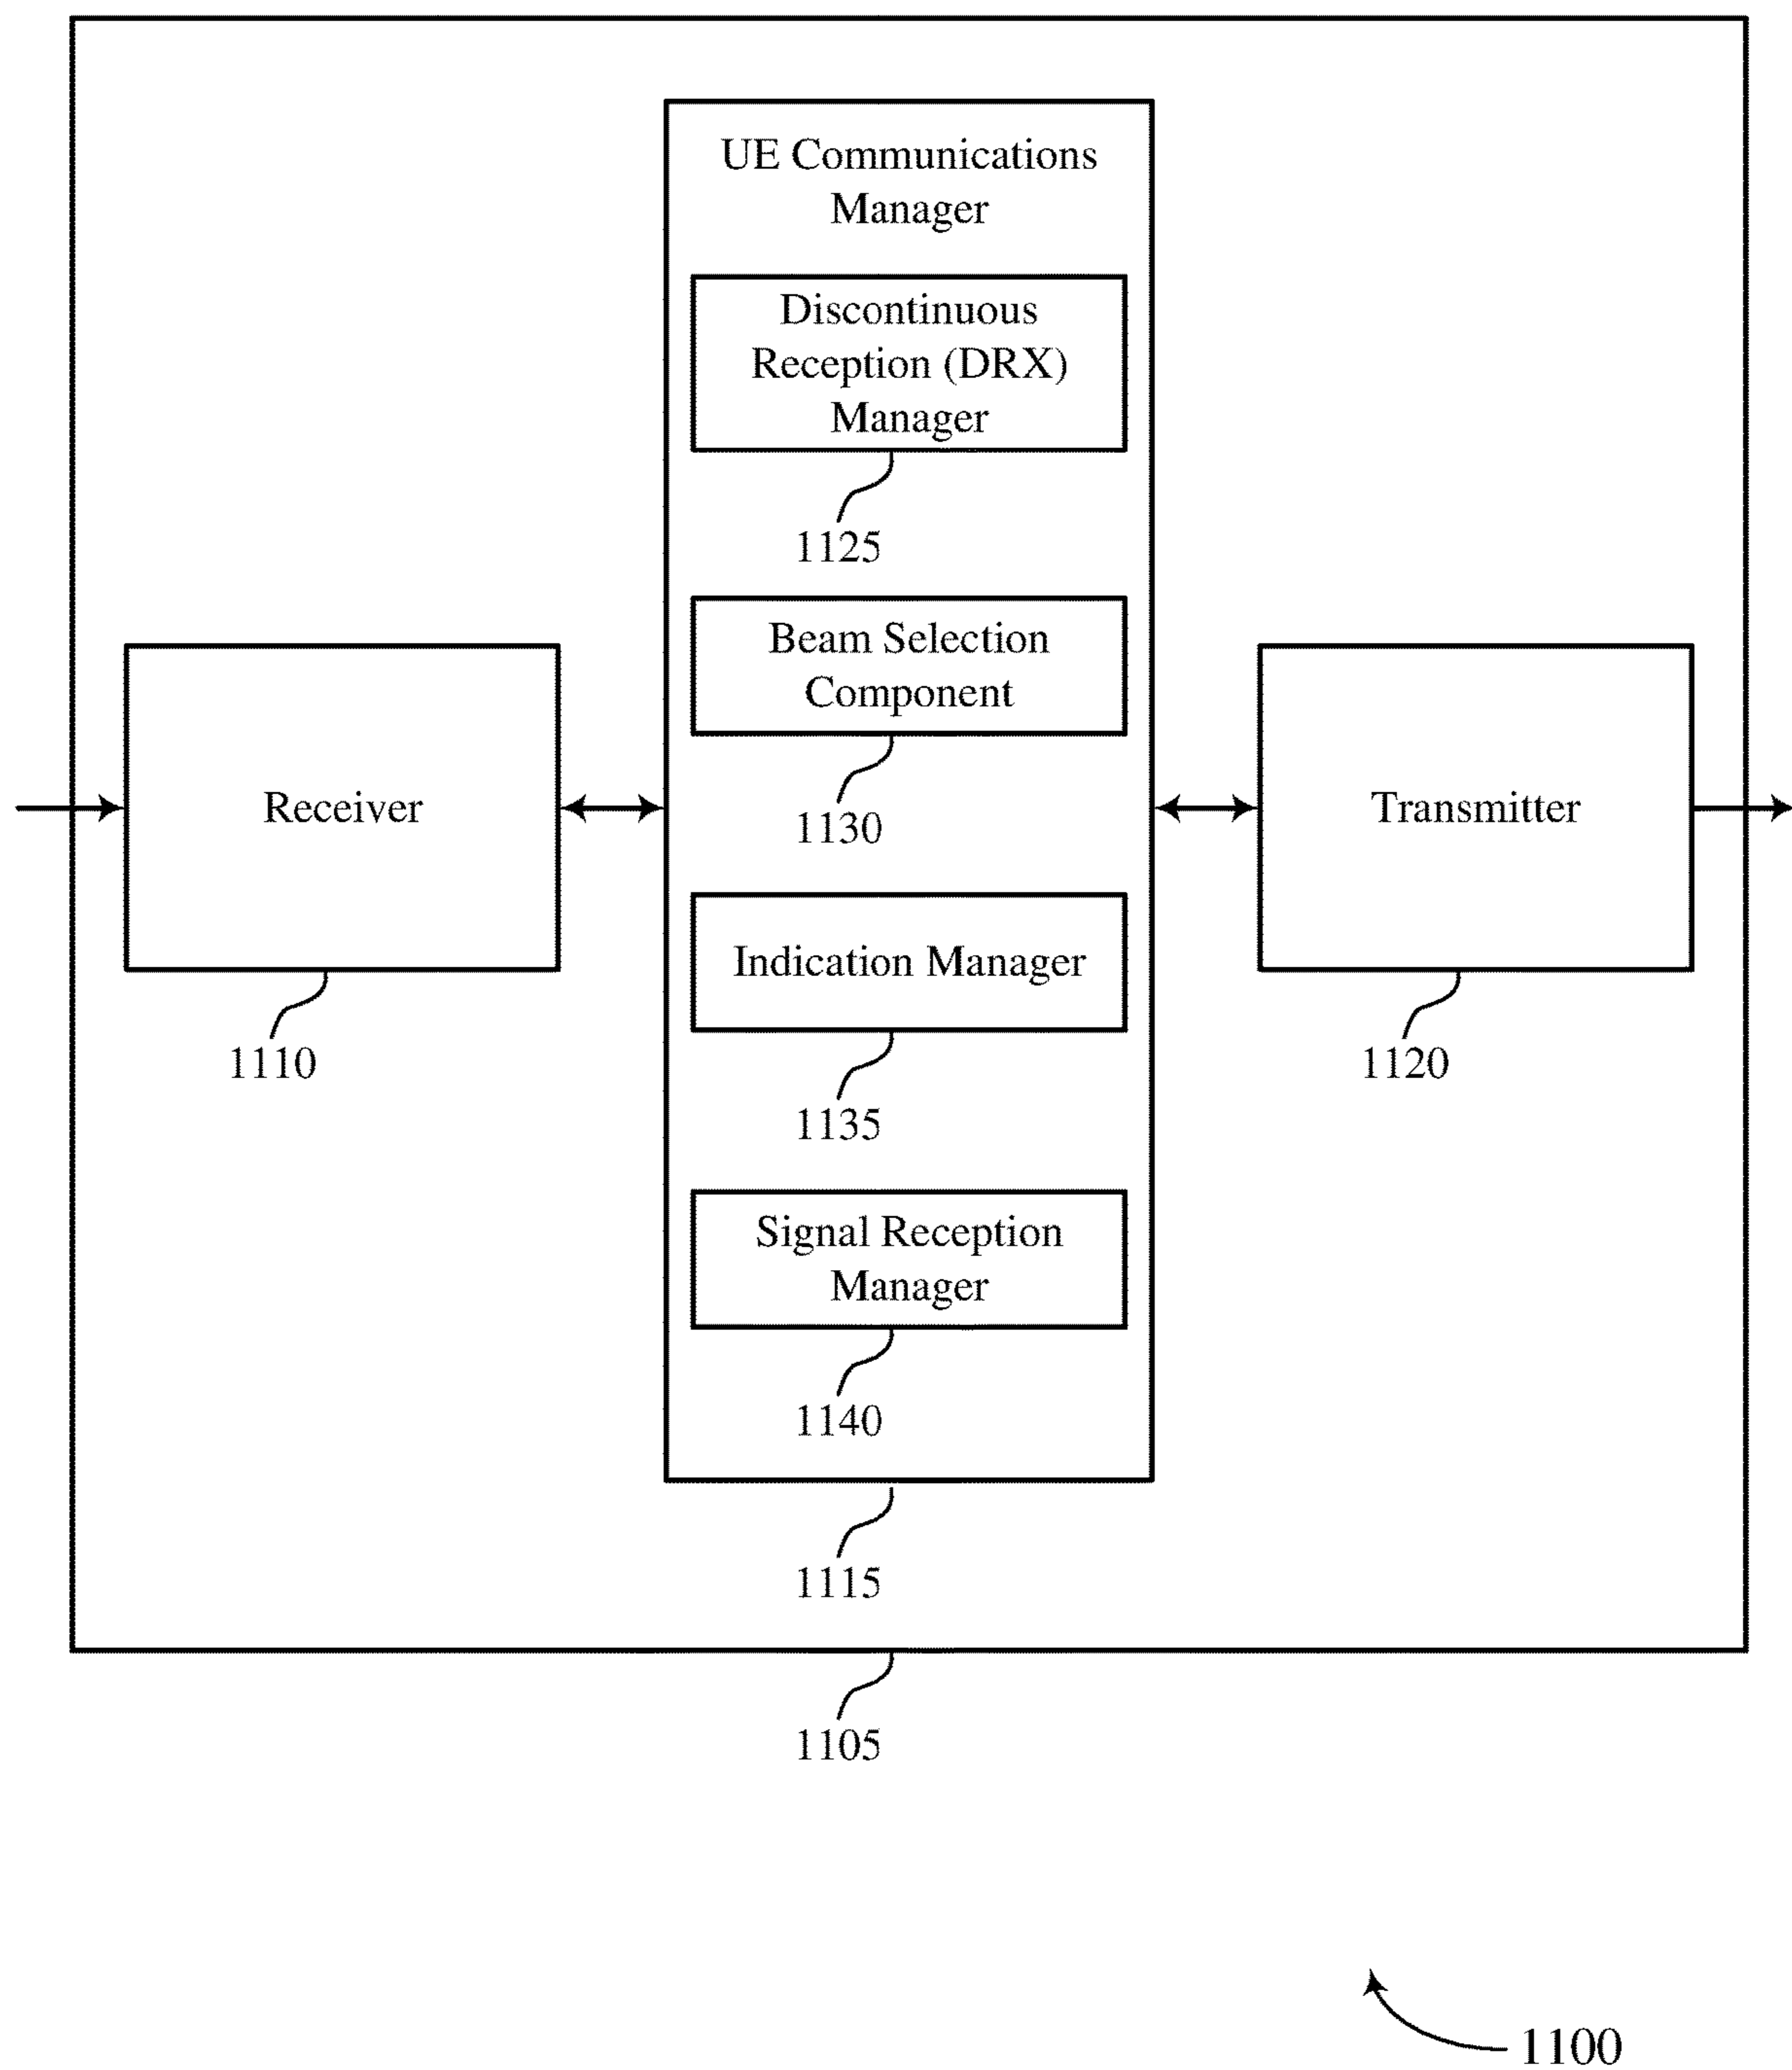 UE Communications
Manager
Discontinuous
Reception (DRX)
Manager
1125
Beam Selection
Component
1130
Receiver
1110
Transmitter
1120
Indication Manager
1135
Signal Reception
Manager
1140
1115
1105
1100